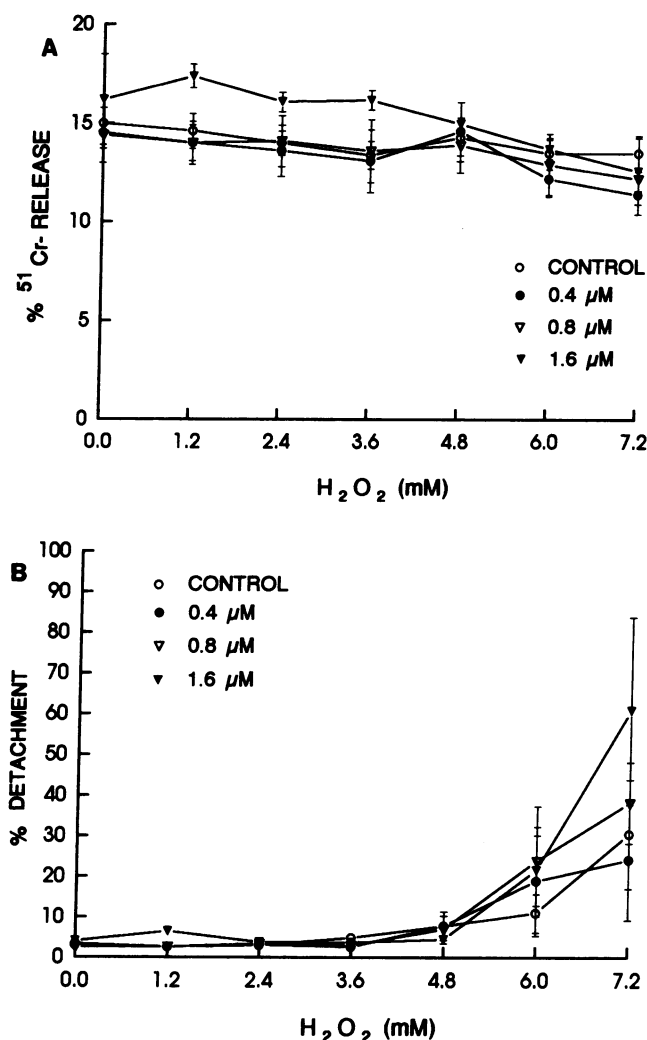 A
20
15
10
5
0
% 51 Cr- RELEASE
CONTROL
0.4 µM
0.8 µM
1.6 µM
0.0 1.2 2.4 3.6 4.8 6.0 7.2
H2O2 (mM)
B
100
90
80
70
60
50
40
30
20
10
0
% DETACHMENT
CONTROL
0.4 µM
0.8 µM
1.6 µM
0.0 1.2 2.4 3.6 4.8 6.0 7.2
H2O2 (mM)